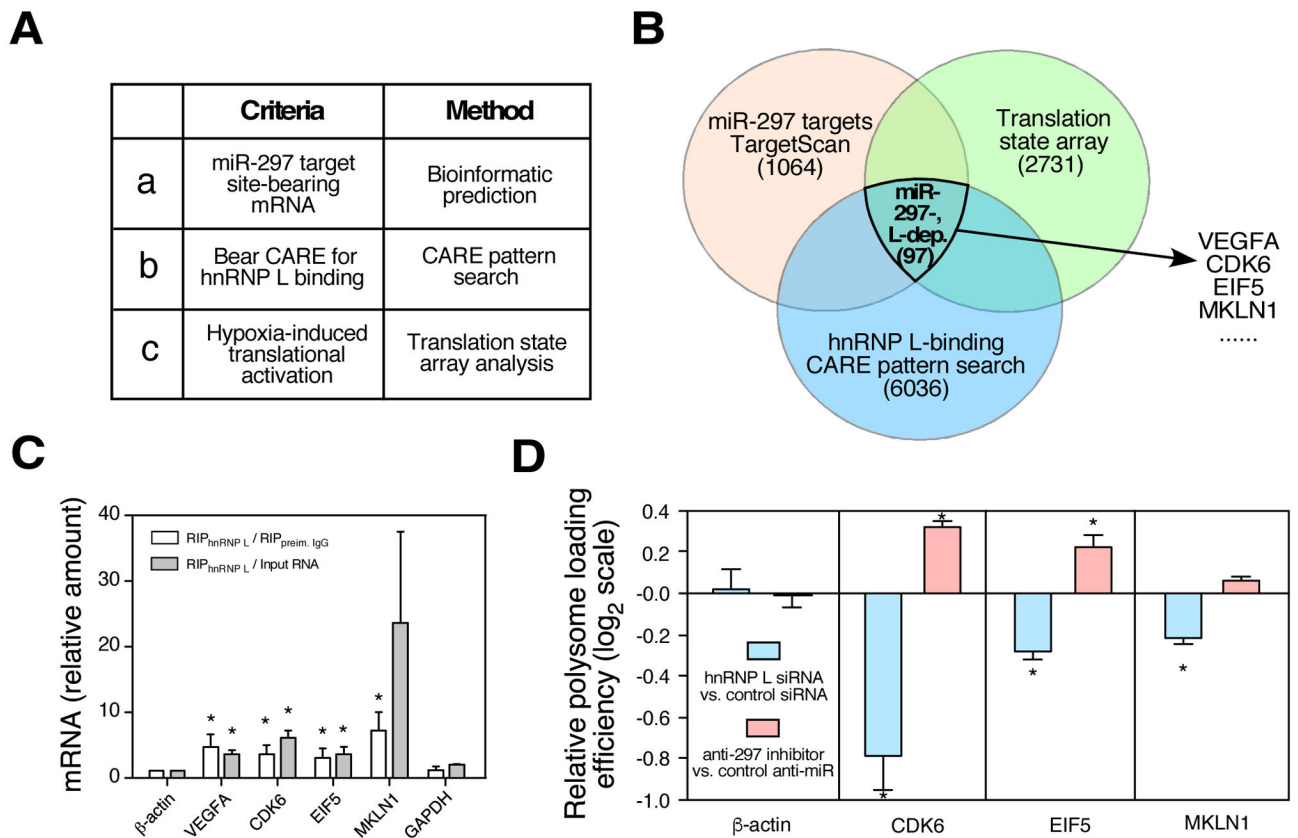 A
Criteria
Method
a
miR-297 target
site-bearing
mRNA
Bioinformatic
prediction
b
Bear CARE for
hnRNP L binding
CARE pattern
search
c
Hypoxia-induced
translational
activation
Translation state
array analysis
B
miR-297 targets
TargetScan
(1064)
Translation
state array
(2731)
miR-
297-,
L-dep.
(97)
hnRNP L-binding
CARE pattern search
(6036)
VEGFA
CDK6
EIF5
MKLN1
......
C
mRNA (relative amount)
40
30
20
10
0
RIPhnRNP L / RIPpreim. IgG
RIPhnRNP L / Input RNA
* * * * * * *
β-actin
VEGFA
CDK6
EIF5
MKLN1
GAPDH
D
Relative polysome loading
efficiency (log2 scale)
0.4
0.2
-0.0
-0.2
-0.4
-0.6
-0.8
-1.0
hnRNP L siRNA
vs. control siRNA
anti-297 inhibitor
vs. control anti-miR
* * * * *
β-actin
CDK6
EIF5
MKLN1